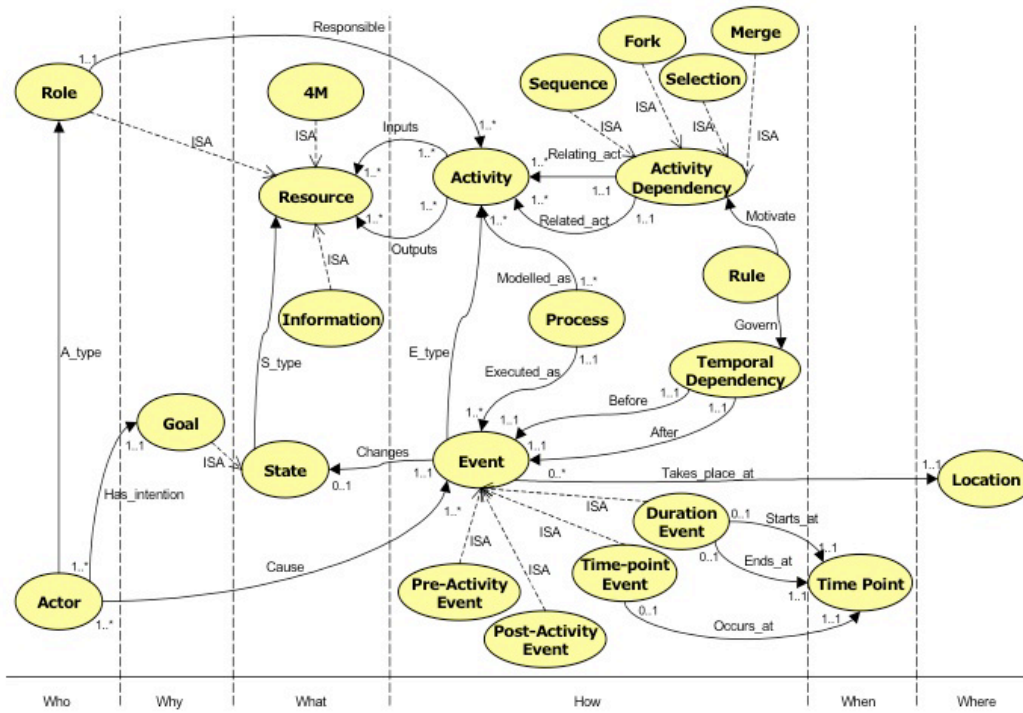 Responsible
Merge
Fork
1..1
Sequence
Selection
Role
4M
ISA
ISA
ISA
ISA
ISA
ISA
Inputs
1..*
Relating_act
1..*
1..*
1..*
1..1
Activity
Dependency
Activity
Resource
1..*
1..*
1..*
Related_act
1..1
Outputs
Motivate
1..*
ISA
Modelled_as
Rule
1..*
Information
Process
Govern
A_type
S_type
E_type
1..1
Executed_as
Temporal
Dependency
Before
1..1
1..1
Goal
1..*
1..1
After
1..1
1..1
ISA
State
Changes
Event
0..*
Takes_place_at
1..1
Location
0..1
1..1
Has_intention
1..*
ISA
Duration
Event
0..1
Starts_at
1..1
ISA
ISA
0..1
Ends_at
Cause
Time-point
Event
1..1
Time Point
Pre-Activity
Event
ISA
1..*
Actor
1..*
0..1
Occurs_at
1..1
Post-Activity
Event
Who
Why
What
How
When
Where